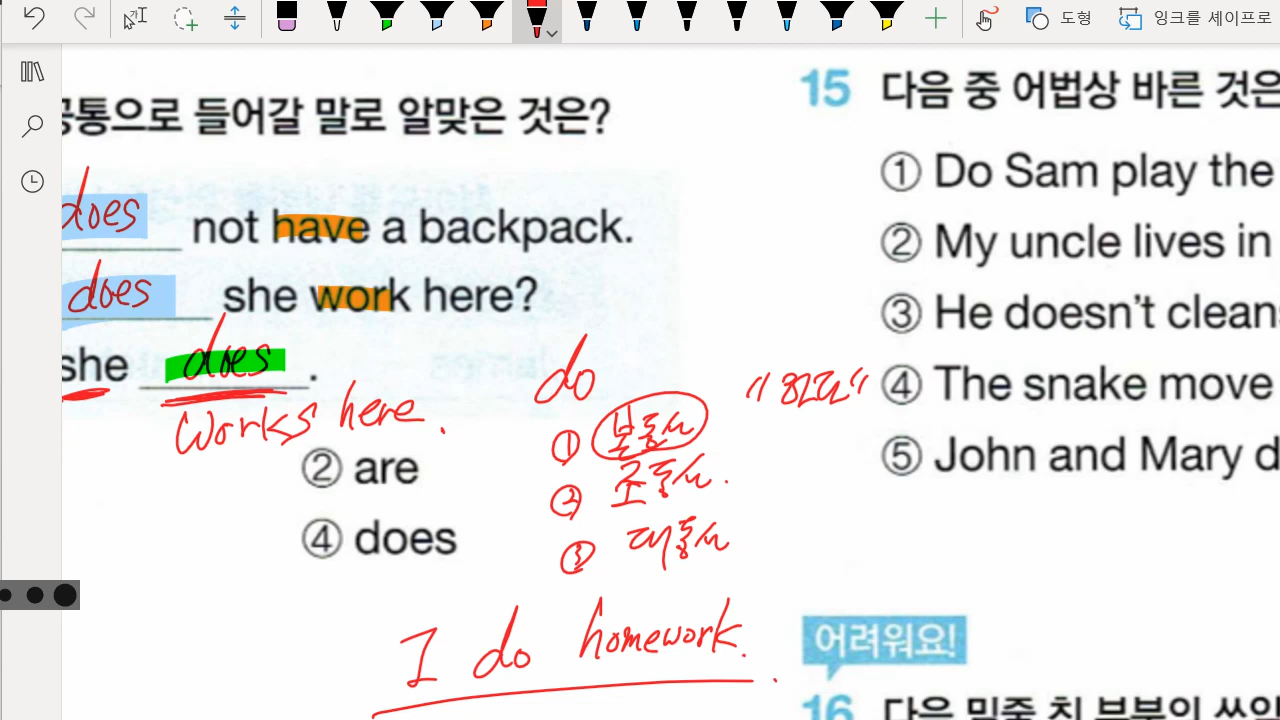 도형
잉크를 셰이프로
공통으로 들어갈 말로 알맞은 것은?
does not have a backpack.
does she work here?
she does.
works here.
② are
④ does
do
①본동사
② 조동사.
③ 대동사
"하다"
I do homework.
15 다음 중 어법상 바른 것은
① Do Sam play the
② My uncle lives in
③ He doesn't clean
④ The snake move
⑤ John and Mary d
어려워요!
16 다음 밑줄 친 부분의 쓰임